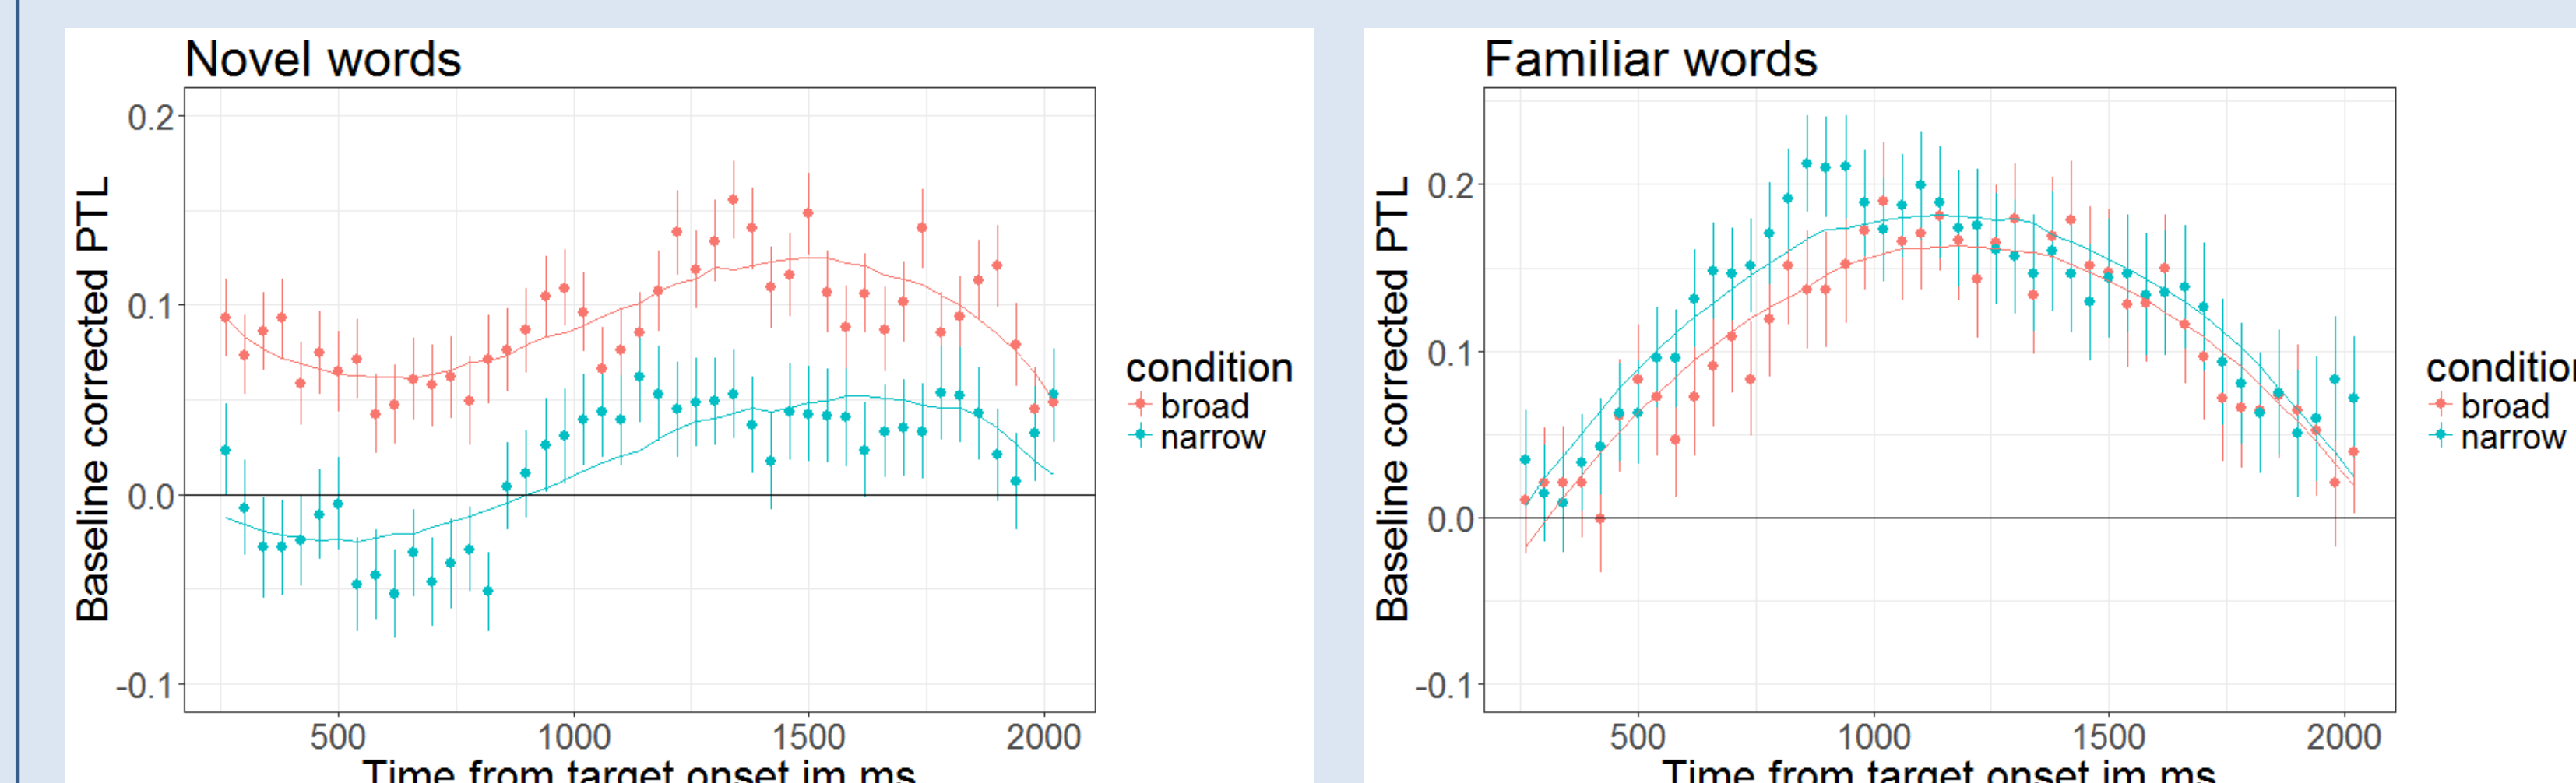 Novel words
Baseline corrected PTL
0.2
0.1
0.0
-0.1
500 1000 1500 2000
Time from target onset im ms
condition
broad
narrow
Familiar words
Baseline corrected PTL
0.2
0.1
0.0
-0.1
500 1000 1500 2000
Time from target onset im ms
condition
broad
narrow